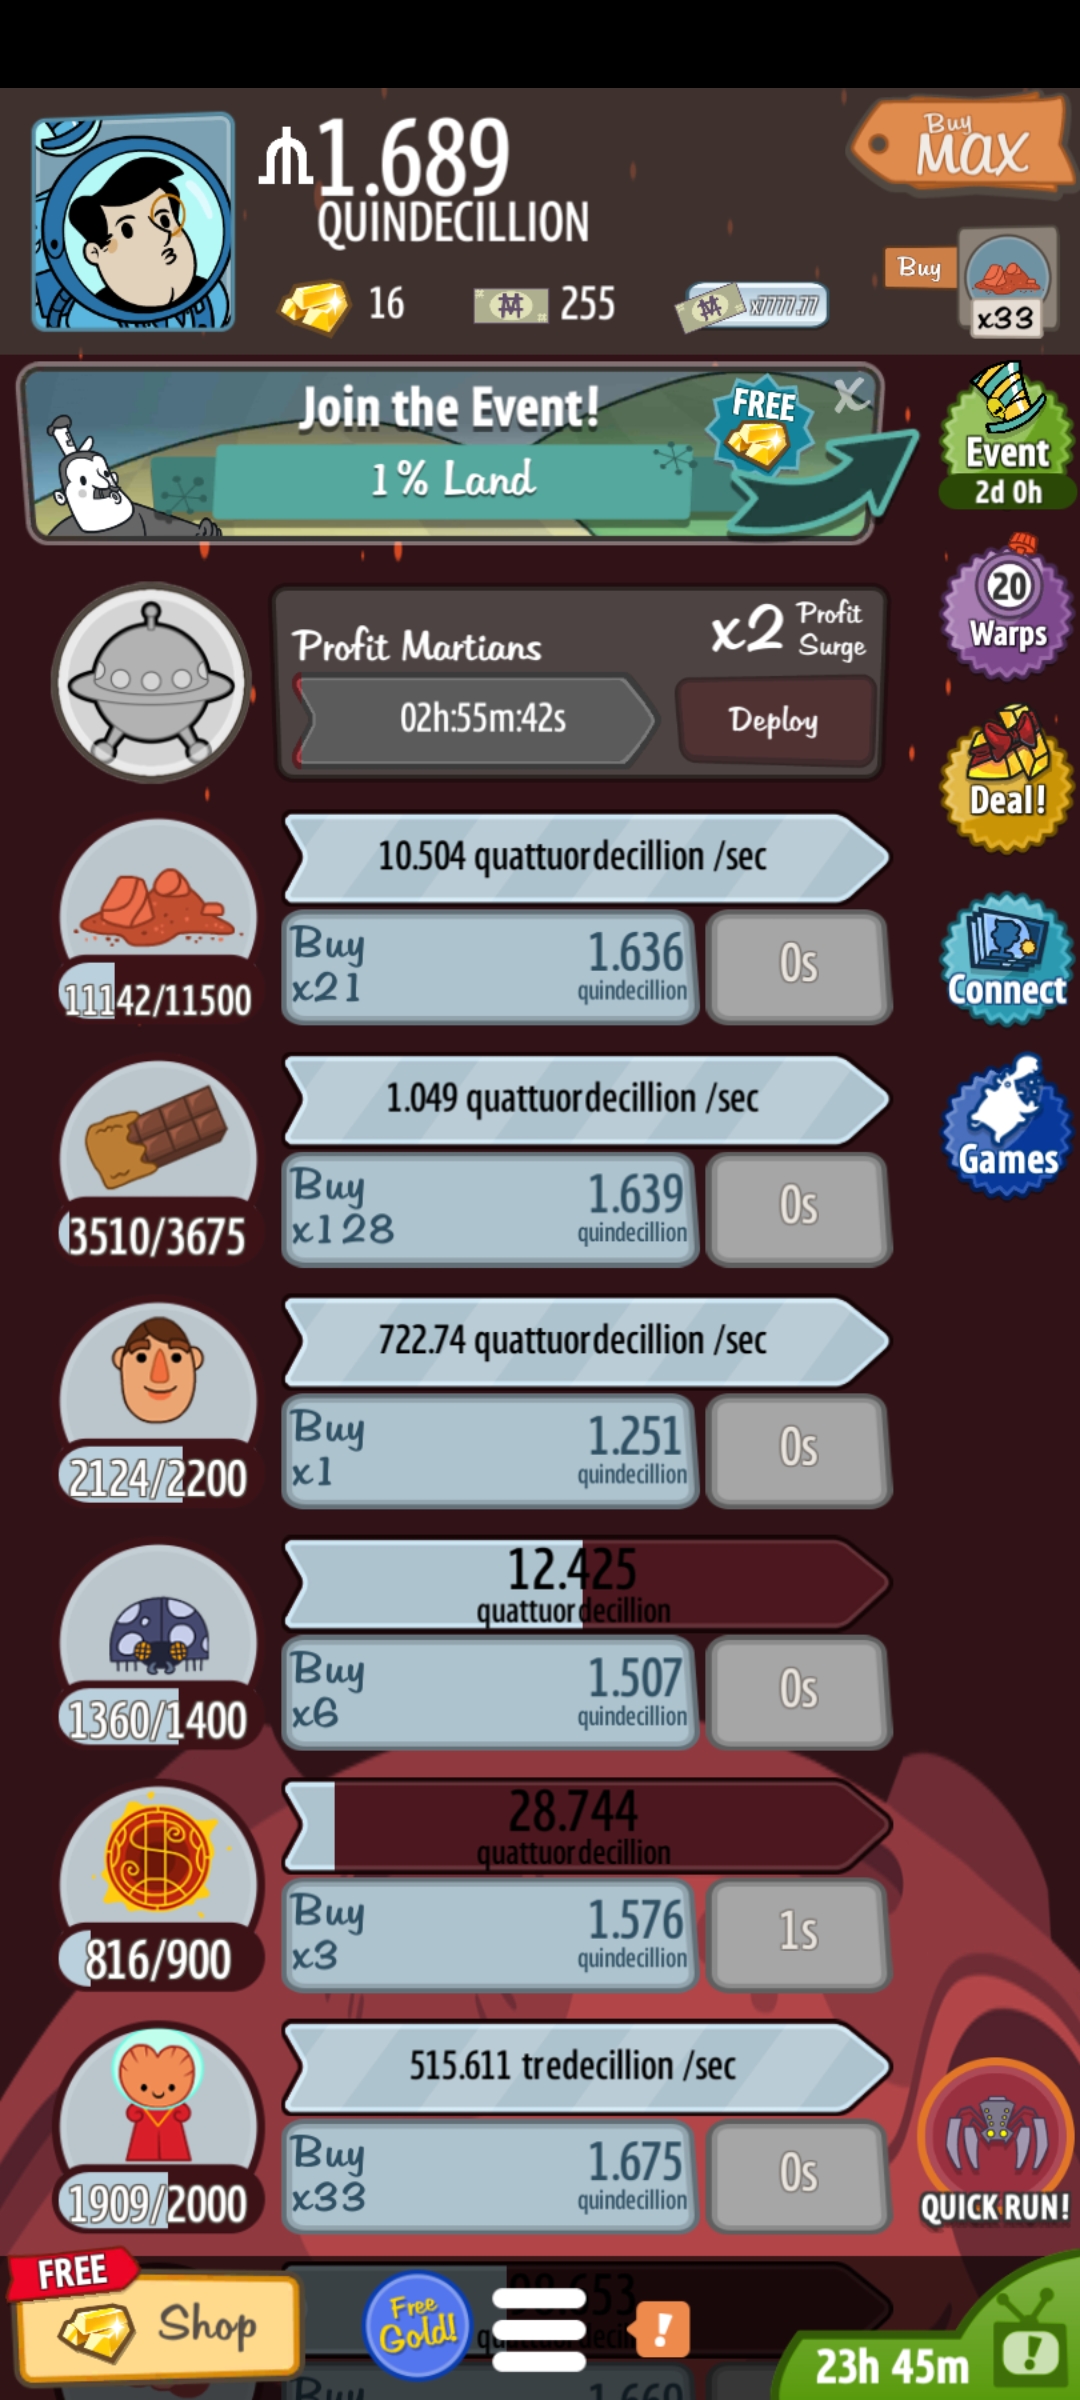 1.689
QUINDECILLION
Buy
MAX
16
255
x7777.77
Buy
x33
Join the Event!
1% Land
FREE
X
Event
2d 0h
Profit Martians
x2 Profit Surge
02h:55m:42s
Deploy
20
Warps
Deal!
10.504 quattuordecillion /sec
Buy
x21
1.636
quindecillion
0s
11142/11500
Connect
1.049 quattuordecillion /sec
Buy
x128
1.639
quindecillion
0s
3510/3675
Games
722.74 quattuordecillion /sec
Buy
x1
1.251
quindecillion
0s
2124/2200
12.425
quattuordecillion
Buy
x6
1.507
quindecillion
0s
1360/1400
28.744
quattuordecillion
Buy
x3
1.576
quindecillion
1s
816/900
515.611 tredecillion /sec
Buy
x33
1.675
quindecillion
0s
1909/2000
QUICK RUN!
FREE
Shop
Free
Gold!
!
23h 45m
!
Buy